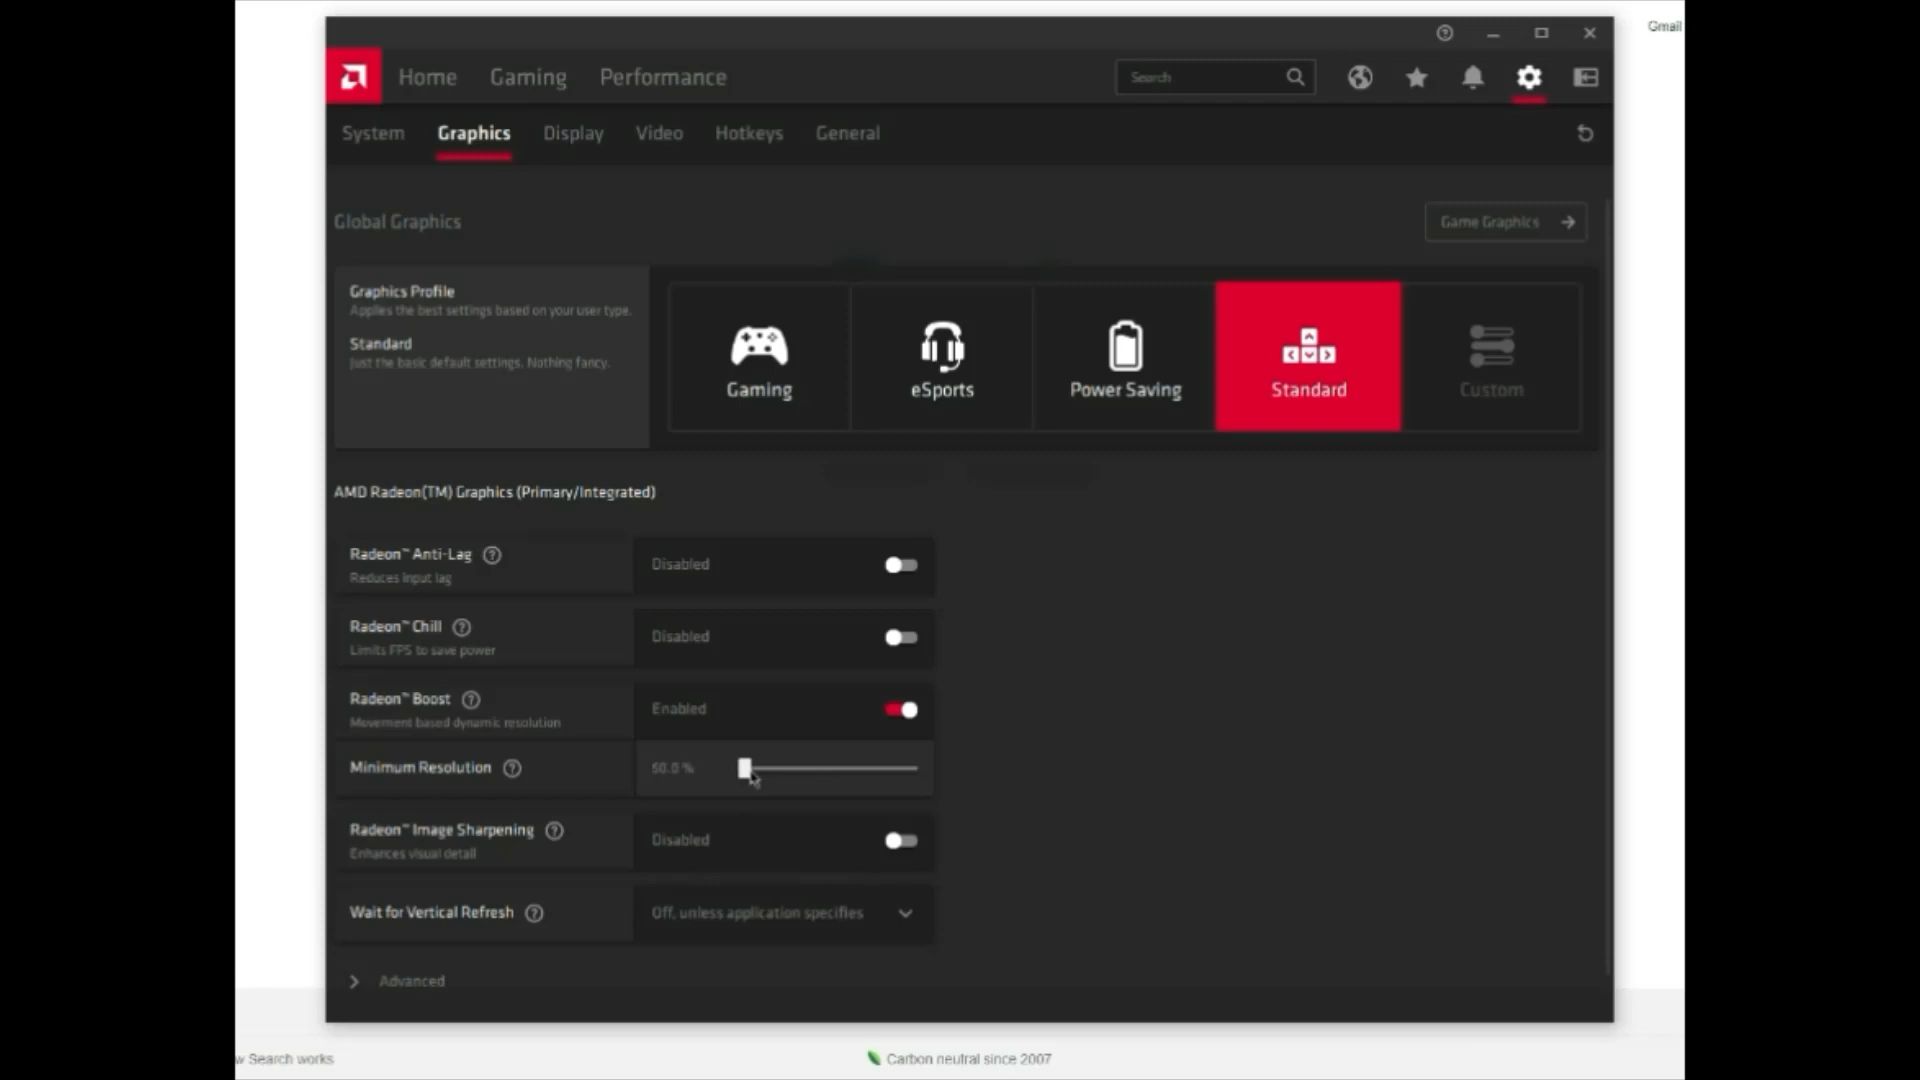 Gmail
Home Gaming Performance
Search
System Graphics Display Video Hotkeys General
Global Graphics
Game Graphics
Graphics Profile
Applies the best settings based on your user type.
Standard
Just the basic default settings. Nothing fancy.
Gaming
eSports
Power Saving
Standard
Custom
AMD Radeon(TM) Graphics (Primary/Integrated)
Radeon™ Anti-Lag
Reduces input lag
Disabled
Radeon™ Chill
Limits FPS to save power
Disabled
Radeon™ Boost
Movement based dynamic resolution
Enabled
Minimum Resolution
Radeon™ Image Sharpening
Enhances visual detail
Disabled
Wait for Vertical Refresh
Off, unless application specifies
Advanced
w Search works
Carbon neutral since 2007